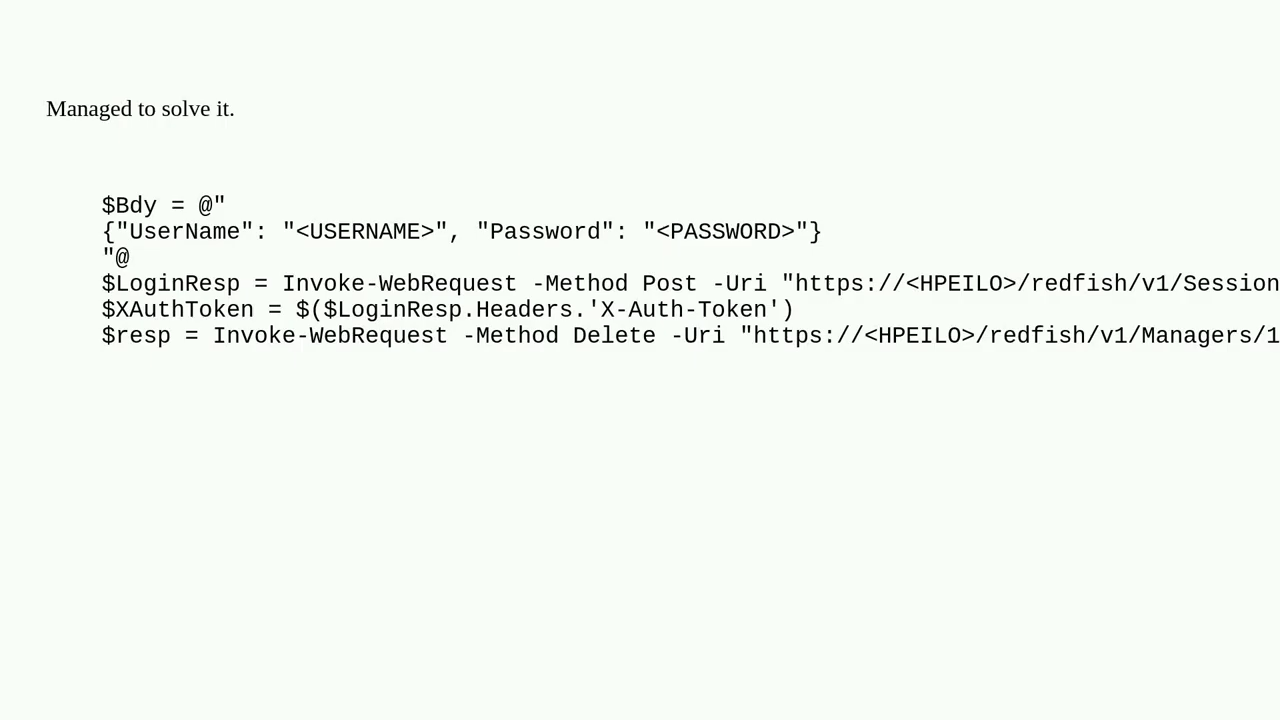 Managed to solve it.
$Bdy = @"
{"UserName": "<USERNAME>", "Password": "<PASSWORD>"}
"@
$LoginResp = Invoke-WebRequest -Method Post -Uri "https://<HPEILO>/redfish/v1/Session
$XAuthToken = $($LoginResp.Headers.'X-Auth-Token')
$resp = Invoke-WebRequest -Method Delete -Uri "https://<HPEILO>/redfish/v1/Managers/1